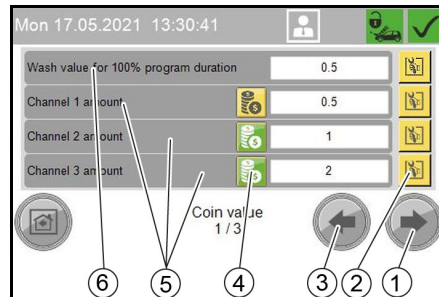 Mon 17.05.2021 13:30:41
Wash value for 100% program duration
0.5
Channel 1 amount
0.5
Channel 2 amount
1
Channel 3 amount
2
Coin value
1 / 3
6
5
4
3
2
1